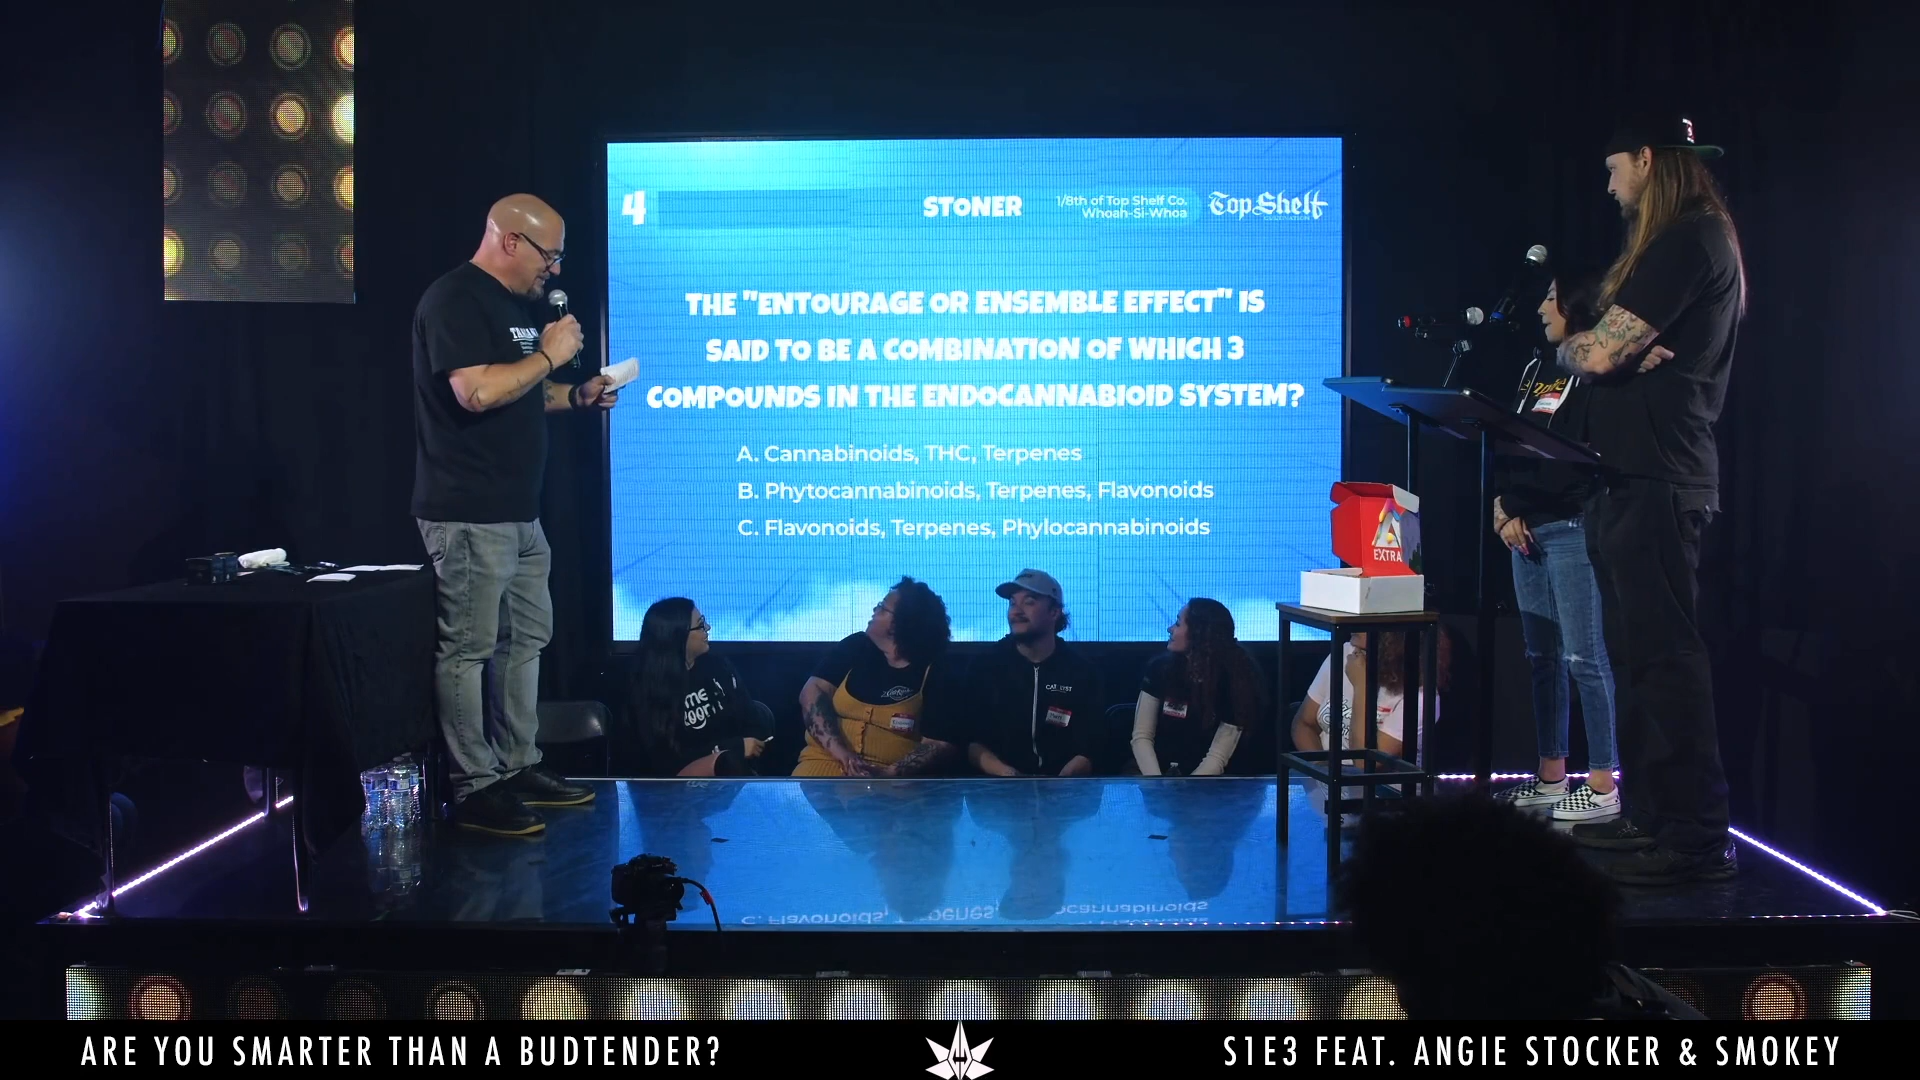 4
STONER
1/8th of Top Shelf Co.
Whoah-Si-Whoa
Top Shelf
CULTIVATION
THE "ENTOURAGE OR ENSEMBLE EFFECT" IS
SAID TO BE A COMBINATION OF WHICH 3
COMPOUNDS IN THE ENDOCANNABIOID SYSTEM?
A. Cannabinoids, THC, Terpenes
B. Phytocannabinoids, Terpenes, Flavonoids
C. Flavonoids, Terpenes, Phylocannabinoids
EXTRA
ARE YOU SMARTER THAN A BUDTENDER?
S1E3 FEAT. ANGIE STOCKER & SMOKEY